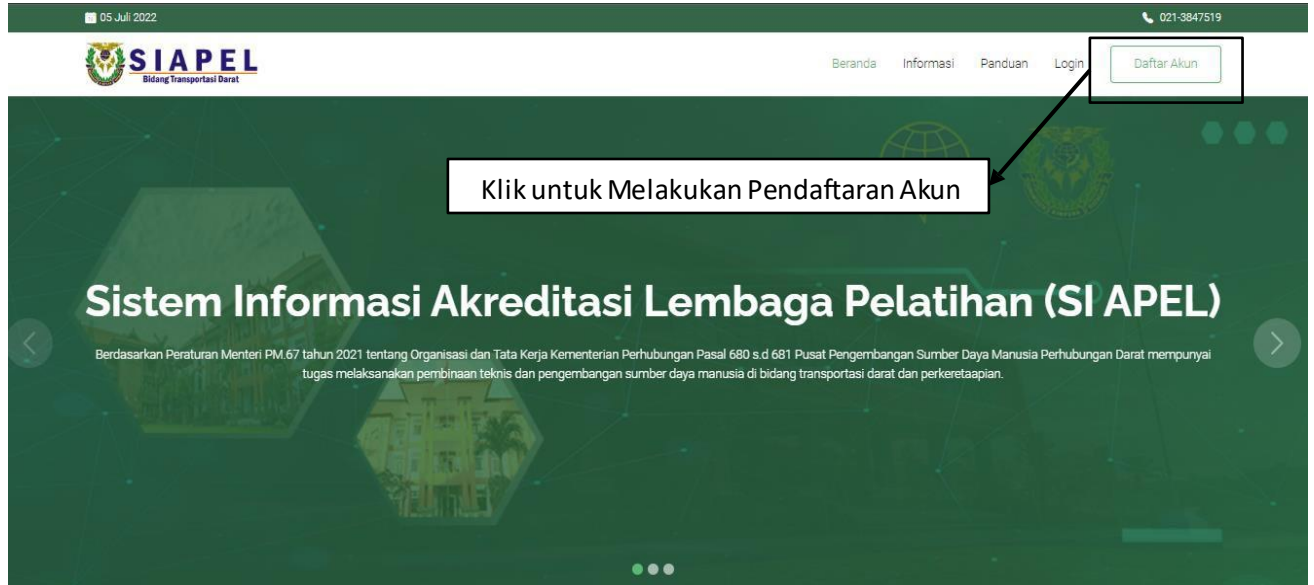 05 Juli 2022
021-3847519
SIAPEL
Bidang Transportasi Darat
Beranda Informasi Panduan Login Daftar Akun
Klik untuk Melakukan Pendaftaran Akun
Sistem Informasi Akreditasi Lembaga Pelatihan (SI APEL)
Berdasarkan Peraturan Menteri PM.67 tahun 2021 tentang Organisasi dan Tata Kerja Kementerian Perhubungan Pasal 680 s.d 681 Pusat Pengembangan Sumber Daya Manusia Perhubungan Darat mempunyai
tugas melaksanakan pembinaan teknis dan pengembangan sumber daya manusia di bidang transportasi darat dan perkeretaapian.